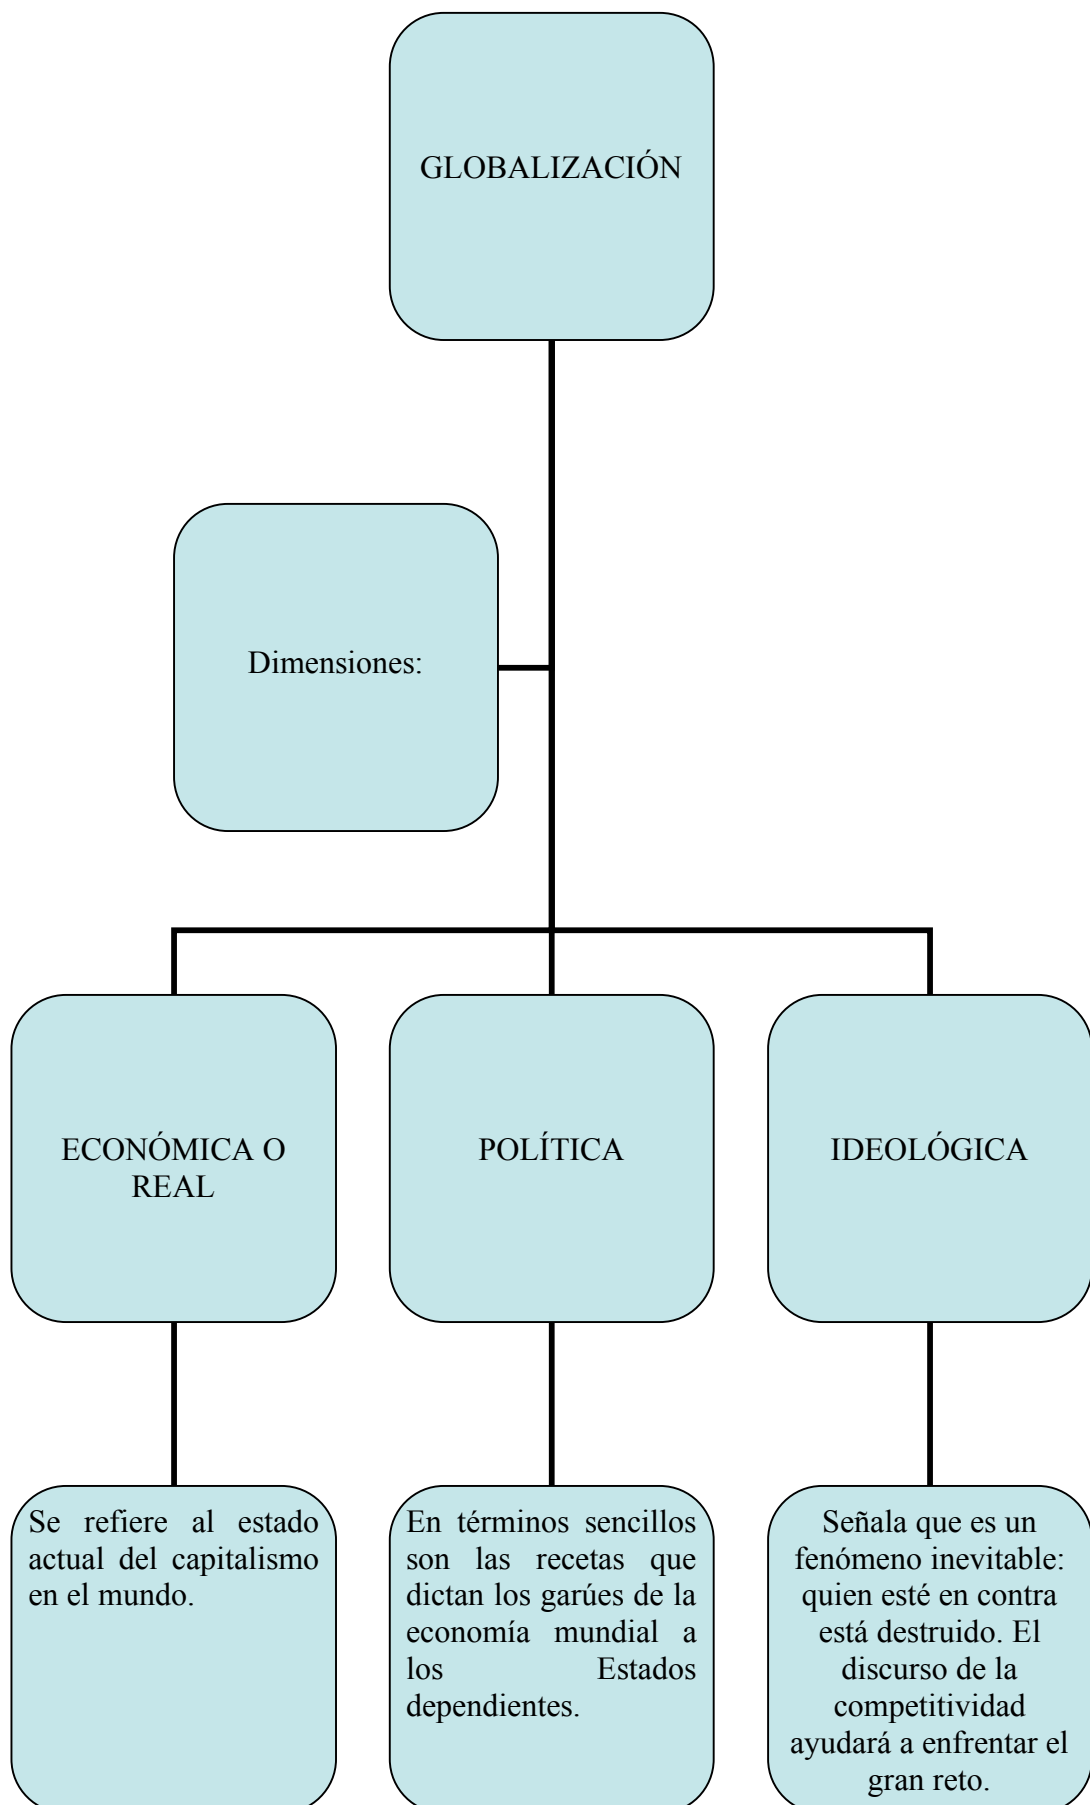 GLOBALIZACIÓN
Dimensiones:
ECONÓMICA O
REAL
POLÍTICA
IDEOLÓGICA
Se refiere al estado
actual del capitalismo
en el mundo.
En términos sencillos
son las recetas que
dictan los garúes de la
economía mundial a
los Estados
dependientes.
Señala que es un
fenómeno inevitable:
quien esté en contra
está destruido. El
discurso de la
competitividad
ayudará a enfrentar el
gran reto.